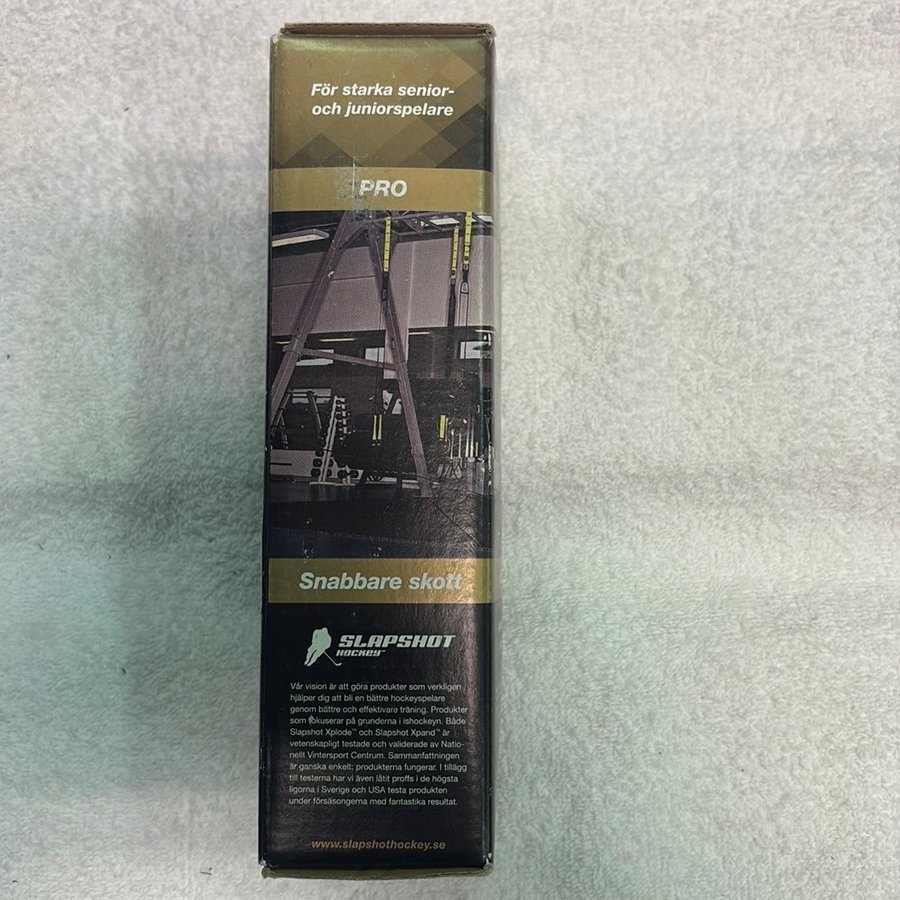 För starka senior-
och juniorspelare
PRO
Snabbare skott
SLAPSHOT
HOCKEY™
Vår vision är att göra produkter som verkligen
hjälper dig att bli en bättre hockeyspelare
genom bättre och effektivare träning. Produkter
som fokuserar på grunderna i ishockeyn. Både
Slapshot Xplode™ och Slapshot Xpand™ är
vetenskapligt testade och validerade av Natio-
nellt Vintersport Centrum. Sammanfattningen
är ganska enkelt; produkterna fungerar. I tillägg
till testerna har vi även låtit proffs i de högsta
ligorna i Sverige och USA testa produkten
under försäsongerna med fantastika resultat.
www.slapshothockey.se